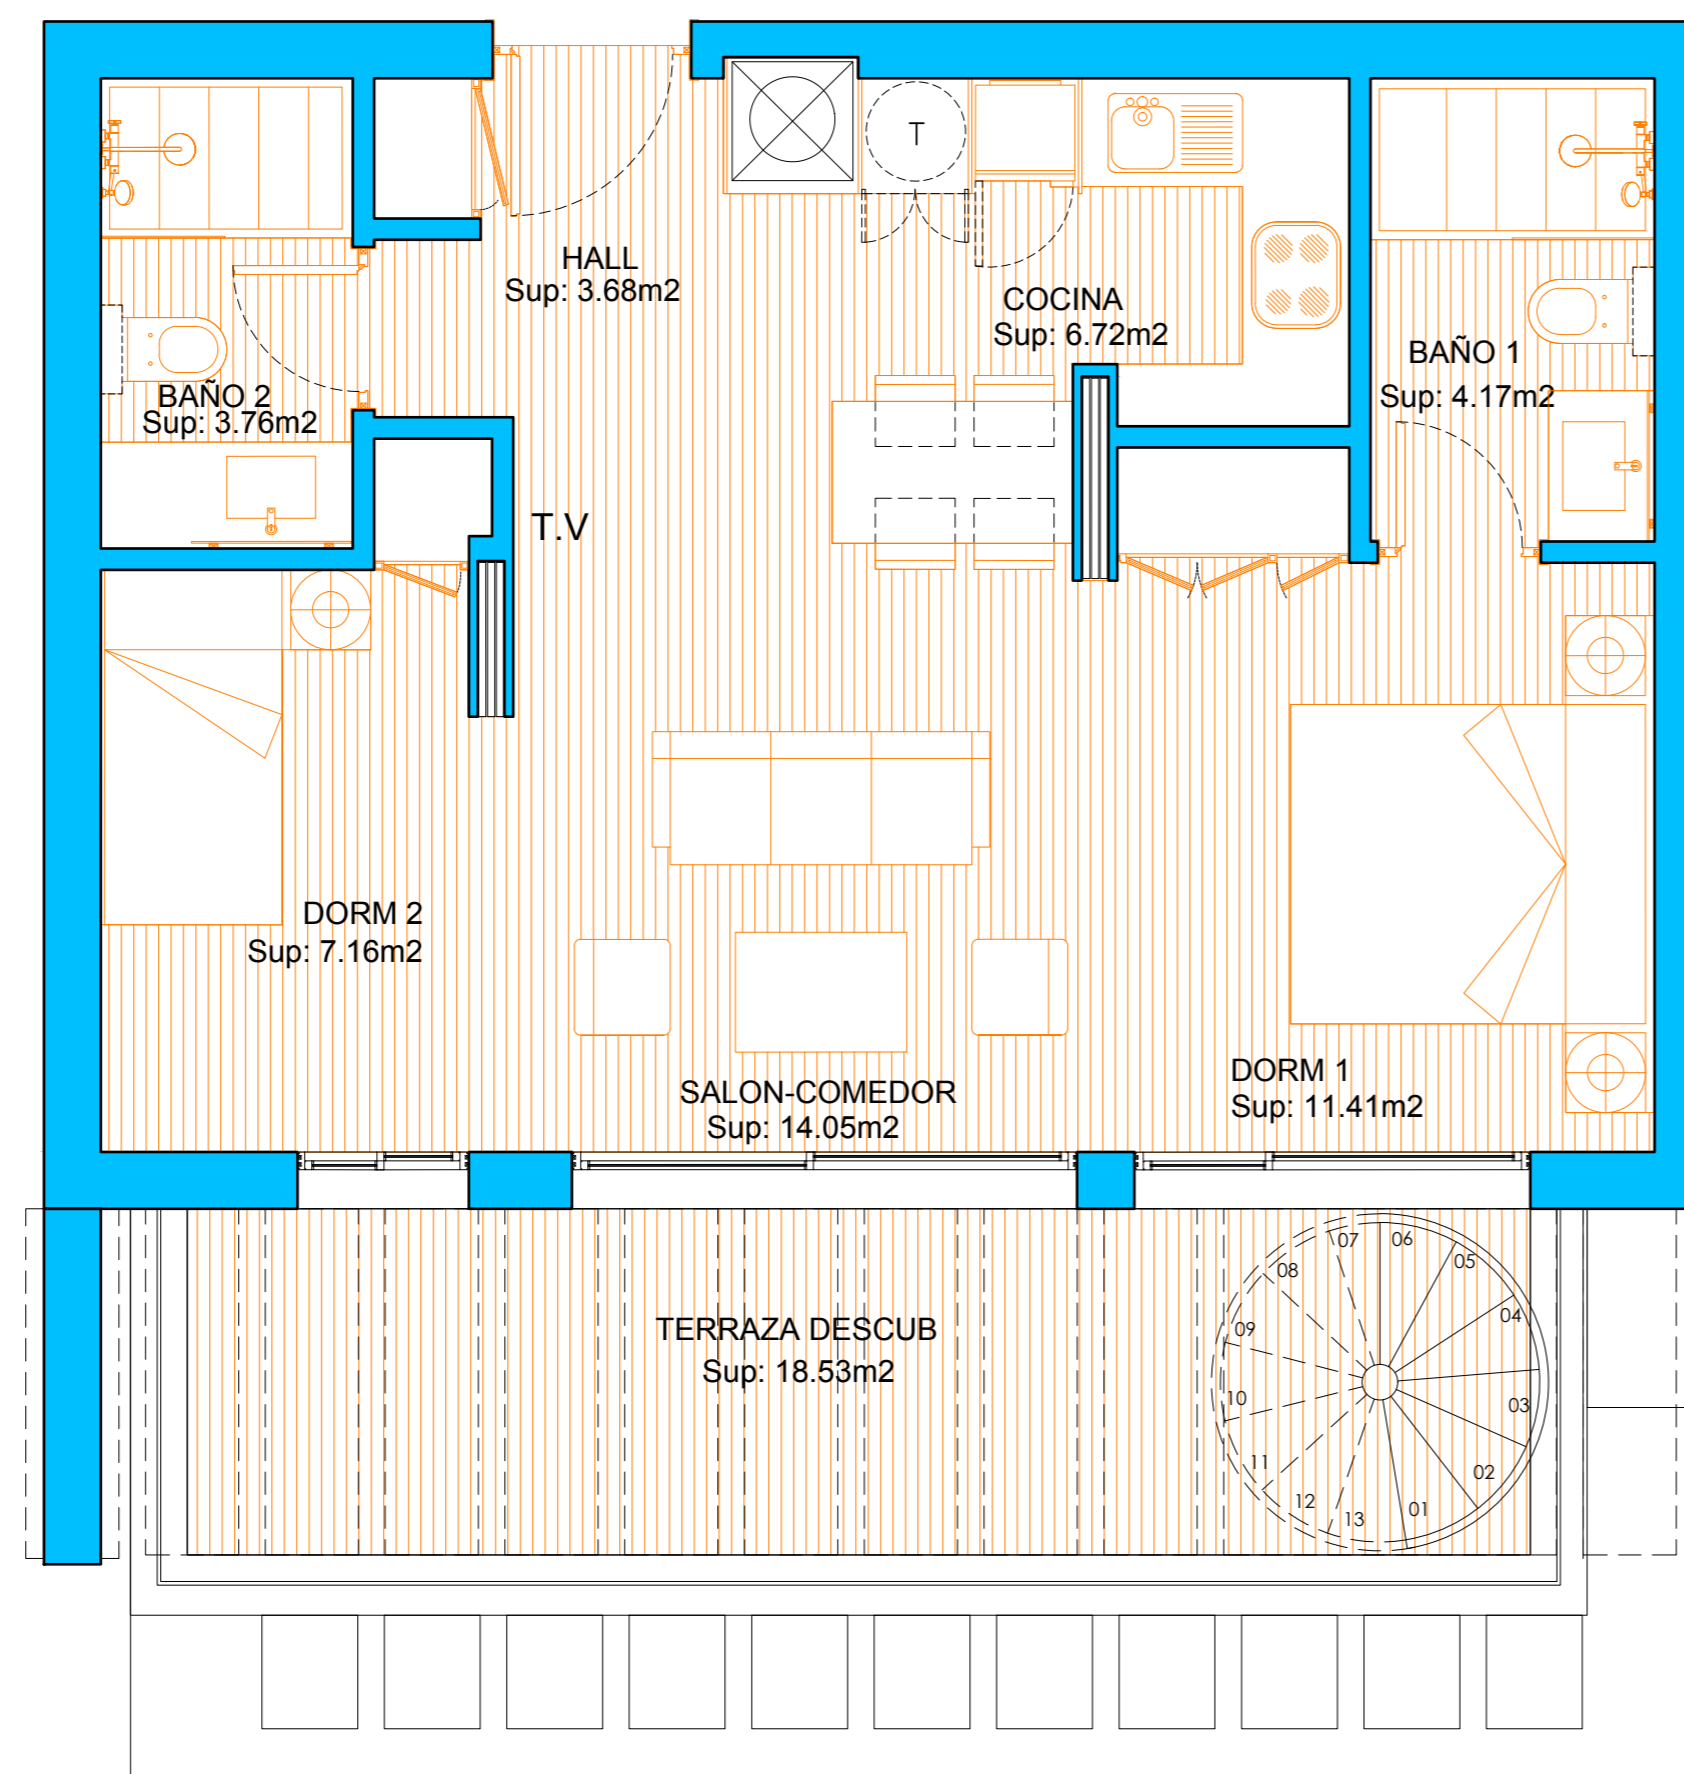 T
HALL
Sup: 3.68m2
COCINA
Sup: 6.72m2
BAÑO 1
Sup: 4.17m2
BAÑO 2
Sup: 3.76m2
T.V
DORM 2
Sup: 7.16m2
SALON-COMEDOR
Sup: 14.05m2
DORM 1
Sup: 11.41m2
TERRAZA DESCUB
Sup: 18.53m2
07
06
05
08
04
09
10
03
11
02
12
13
01